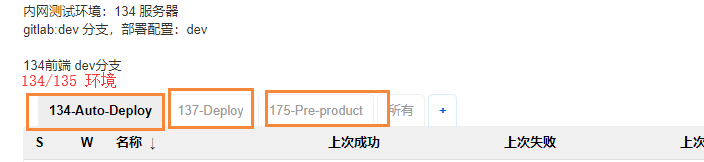 内网测试环境：134 服务器
gitlab:dev 分支，部署配置：dev
134前端 dev分支
134/135 环境
134-Auto-Deploy 137-Deploy 175-Pre-product 所有 +
S W 名称 ↓ 上次成功 上次失败 上次